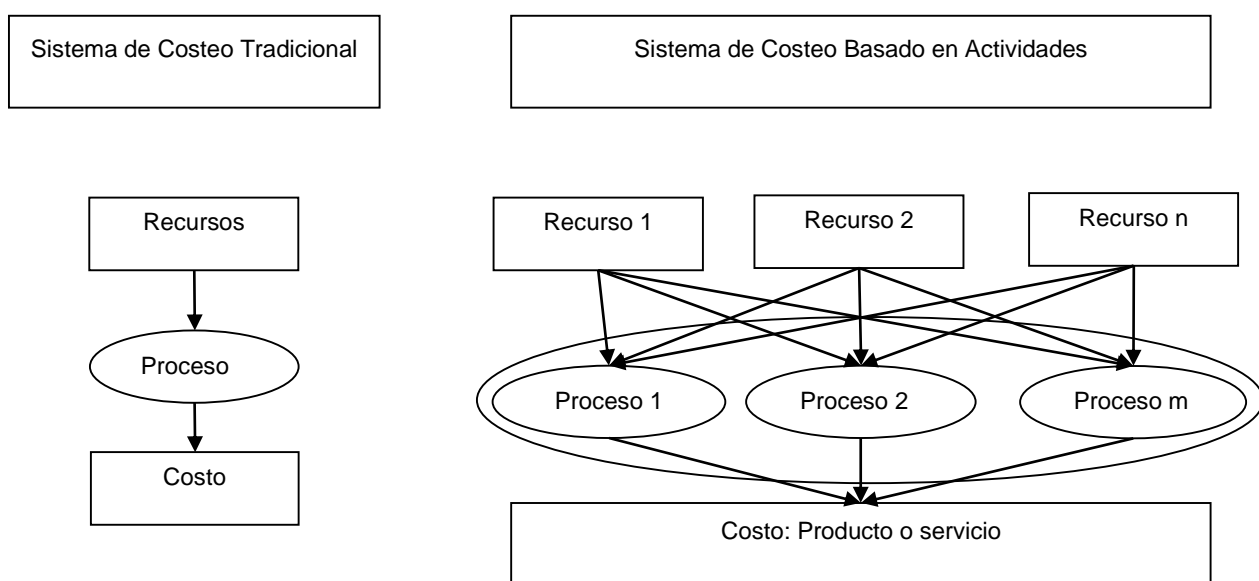 Sistema de Costeo Tradicional
Sistema de Costeo Basado en Actividades
Recursos
Recurso 1
Recurso 2
Recurso n
Proceso
Proceso 1
Proceso 2
Proceso m
Costo
Costo: Producto o servicio